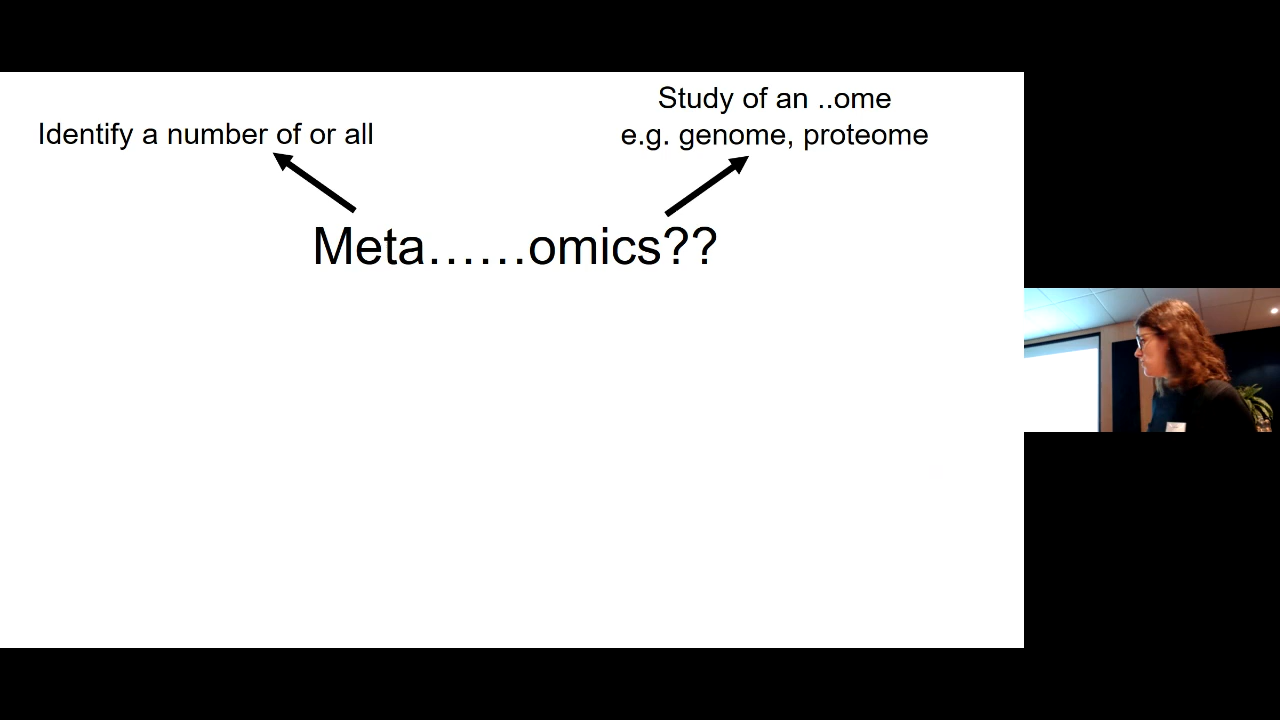 Study of an ..ome
Identify a number of or all
e.g. genome, proteome
Meta......omics??